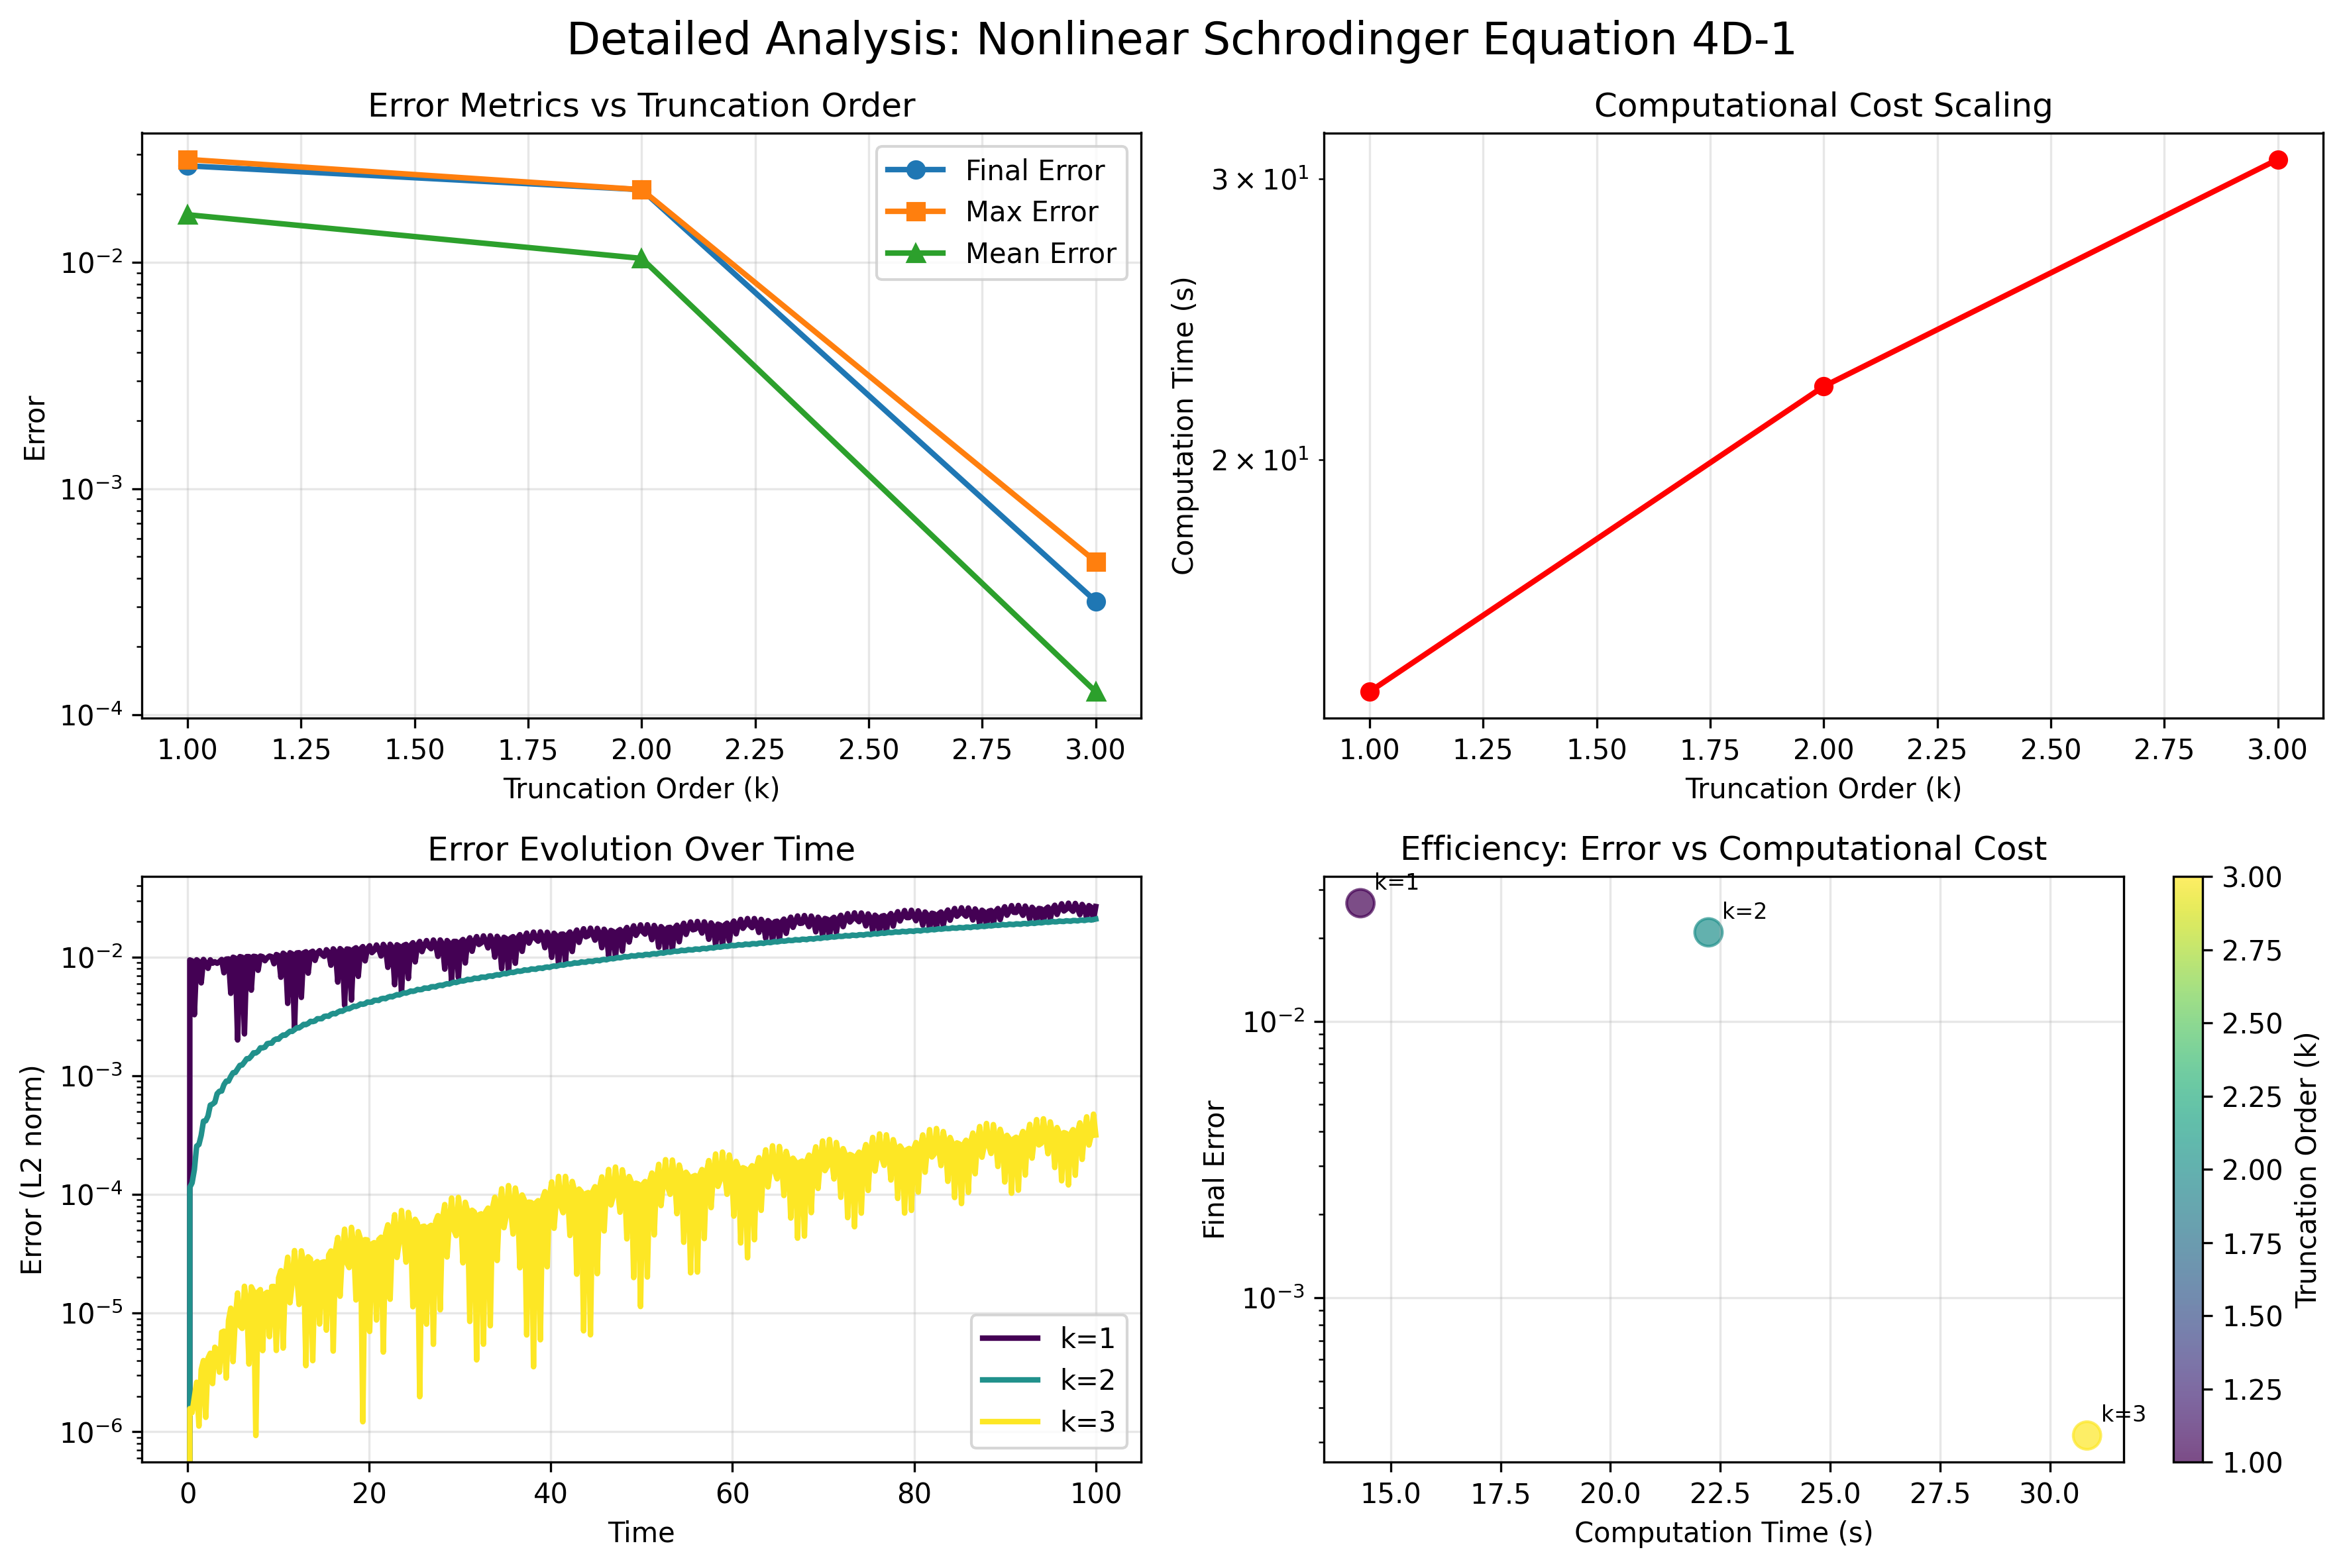 Detailed Analysis: Nonlinear Schrodinger Equation 4D-1
Error Metrics vs Truncation Order
Error
10⁻²
10⁻³
10⁻⁴
Final Error
Max Error
Mean Error
1.00 1.25 1.50 1.75 2.00 2.25 2.50 2.75 3.00
Truncation Order (k)
Computational Cost Scaling
Computation Time (s)
3 × 10¹
2 × 10¹
1.00 1.25 1.50 1.75 2.00 2.25 2.50 2.75 3.00
Truncation Order (k)
Error Evolution Over Time
Error (L2 norm)
10⁻²
10⁻³
10⁻⁴
10⁻⁵
10⁻⁶
k=1
k=2
k=3
0 20 40 60 80 100
Time
Efficiency: Error vs Computational Cost
Final Error
10⁻²
10⁻³
k=1
k=2
k=3
15.0 17.5 20.0 22.5 25.0 27.5 30.0
Computation Time (s)
3.00
2.75
2.50
2.25
2.00
1.75
1.50
1.25
1.00
Truncation Order (k)